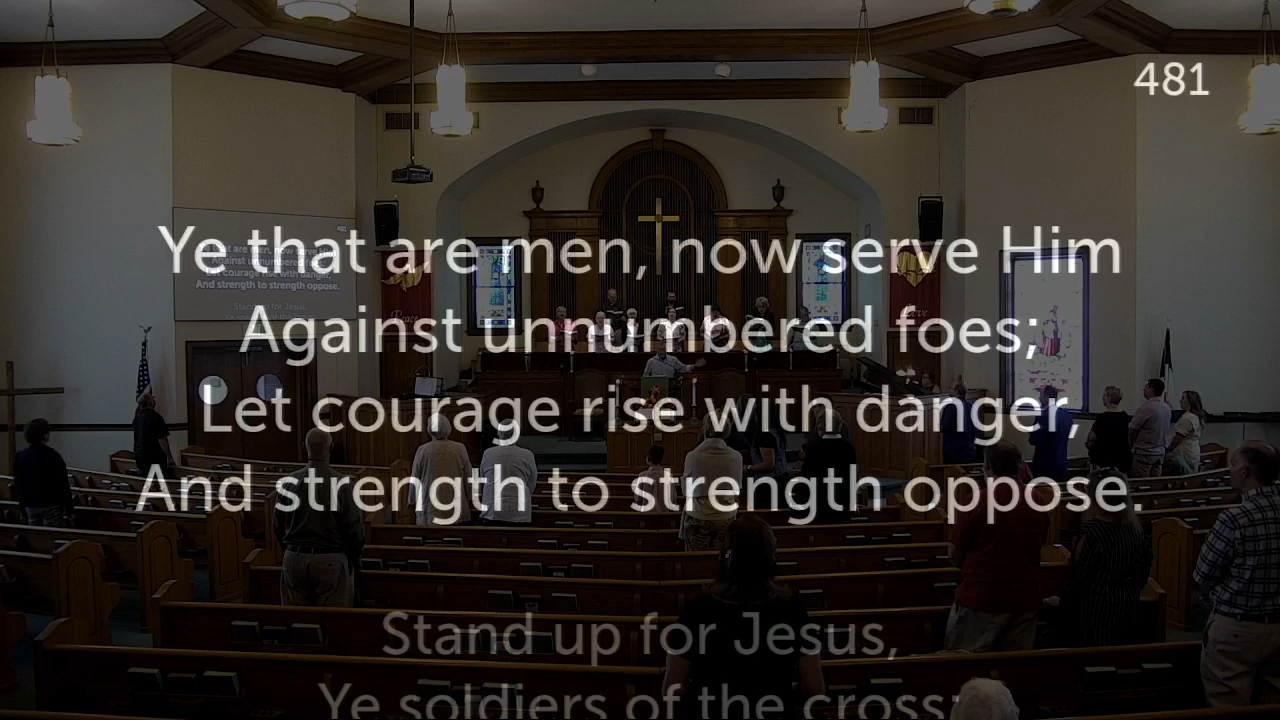 481
Ye that are men, now serve Him
Against unnumbered foes;
Let courage rise with danger,
And strength to strength oppose.
Stand up for Jesus,
Ye soldiers of the cross;